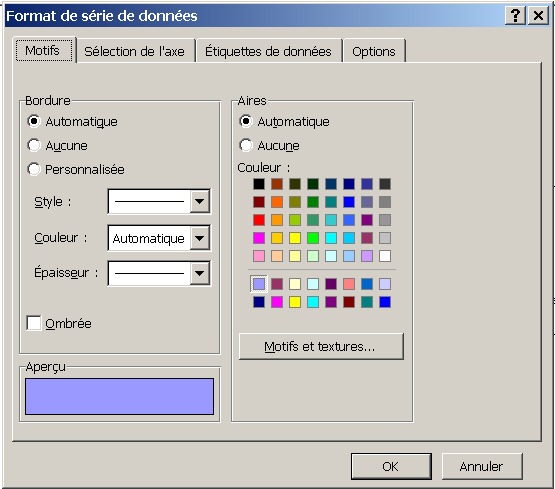 Format de série de données
Motifs
Sélection de l'axe
Étiquettes de données
Options
Bordure
Automatique
Aucune
Personnalisée
Style :
Couleur :
Automatique
Épaisseur :
Ombrée
Aperçu
Aires
Automatique
Aucune
Couleur :
Motifs et textures...
OK
Annuler